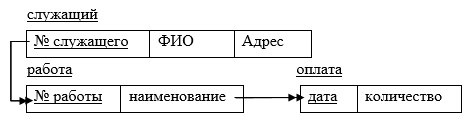 служащий
№ служащего ФИО Адрес
работа оплата
№ работы наименование дата количество